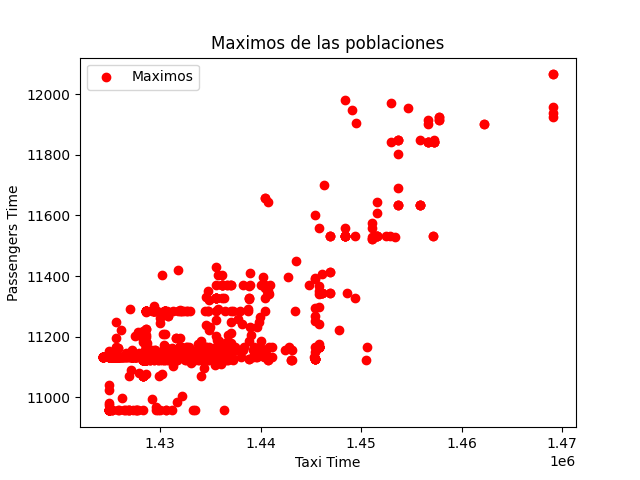 Maximos de las poblaciones
Maximos
12000
11800
11600
11400
11200
11000
Passengers Time
1.43 1.44 1.45 1.46 1.47
1e6
Taxi Time